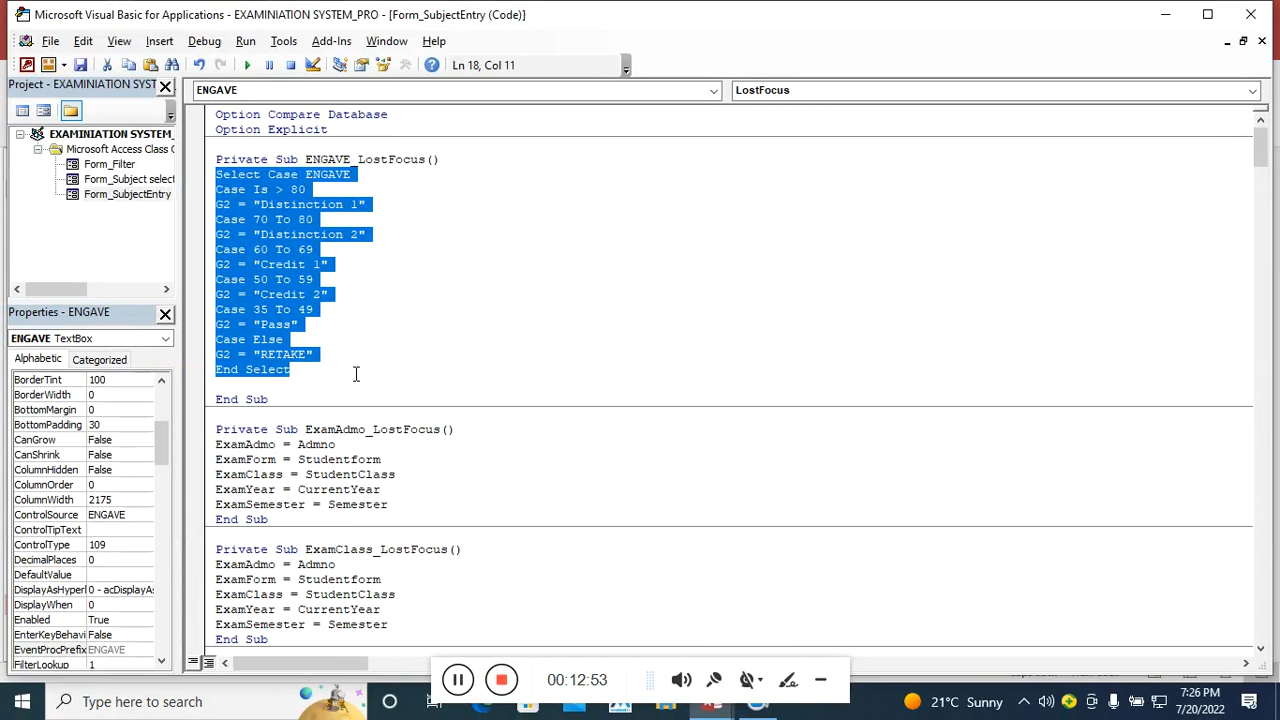 Microsoft Visual Basic for Applications - EXAMINIATION SYSTEM_PRO - [Form_SubjectEntry (Code)]
File Edit View Insert Debug Run Tools Add-Ins Window Help
Ln 18, Col 11
Project - EXAMINIATION SYST
EXAMINIATION SYSTEM_
Microsoft Access Class C
Form_Filter
Form_Subject select
Form_SubjectEntry
Properties - ENGAVE
ENGAVE TextBox
Alphabetic Categorized
BorderTint 100
BorderWidth 0
BottomMargin 0
BottomPadding 30
CanGrow False
CanShrink False
ColumnHidden False
ColumnOrder 0
ColumnWidth 2175
ControlSource ENGAVE
ControlTipText
ControlType 109
DecimalPlaces 0
DefaultValue
DisplayAsHyperl 0 - acDisplayAs
DisplayWhen 0
Enabled True
EnterKeyBehavi False
EventProcPrefix ENGAVE
FilterLookup 1
ENGAVE LostFocus
Option Compare Database
Option Explicit
Private Sub ENGAVE_LostFocus()
Select Case ENGAVE
Case Is > 80
G2 = "Distinction 1"
Case 70 To 80
G2 = "Distinction 2"
Case 60 To 69
G2 = "Credit 1"
Case 50 To 59
G2 = "Credit 2"
Case 35 To 49
G2 = "Pass"
Case Else
G2 = "RETAKE"
End Select
End Sub
Private Sub ExamAdmo_LostFocus()
ExamAdmo = Admno
ExamForm = Studentform
ExamClass = StudentClass
ExamYear = CurrentYear
ExamSemester = Semester
End Sub
Private Sub ExamClass_LostFocus()
ExamAdmo = Admno
ExamForm = Studentform
ExamClass = StudentClass
ExamYear = CurrentYear
ExamSemester = Semester
End Sub
00:12:53
Type here to search
21°C Sunny
7:26 PM
7/20/2022